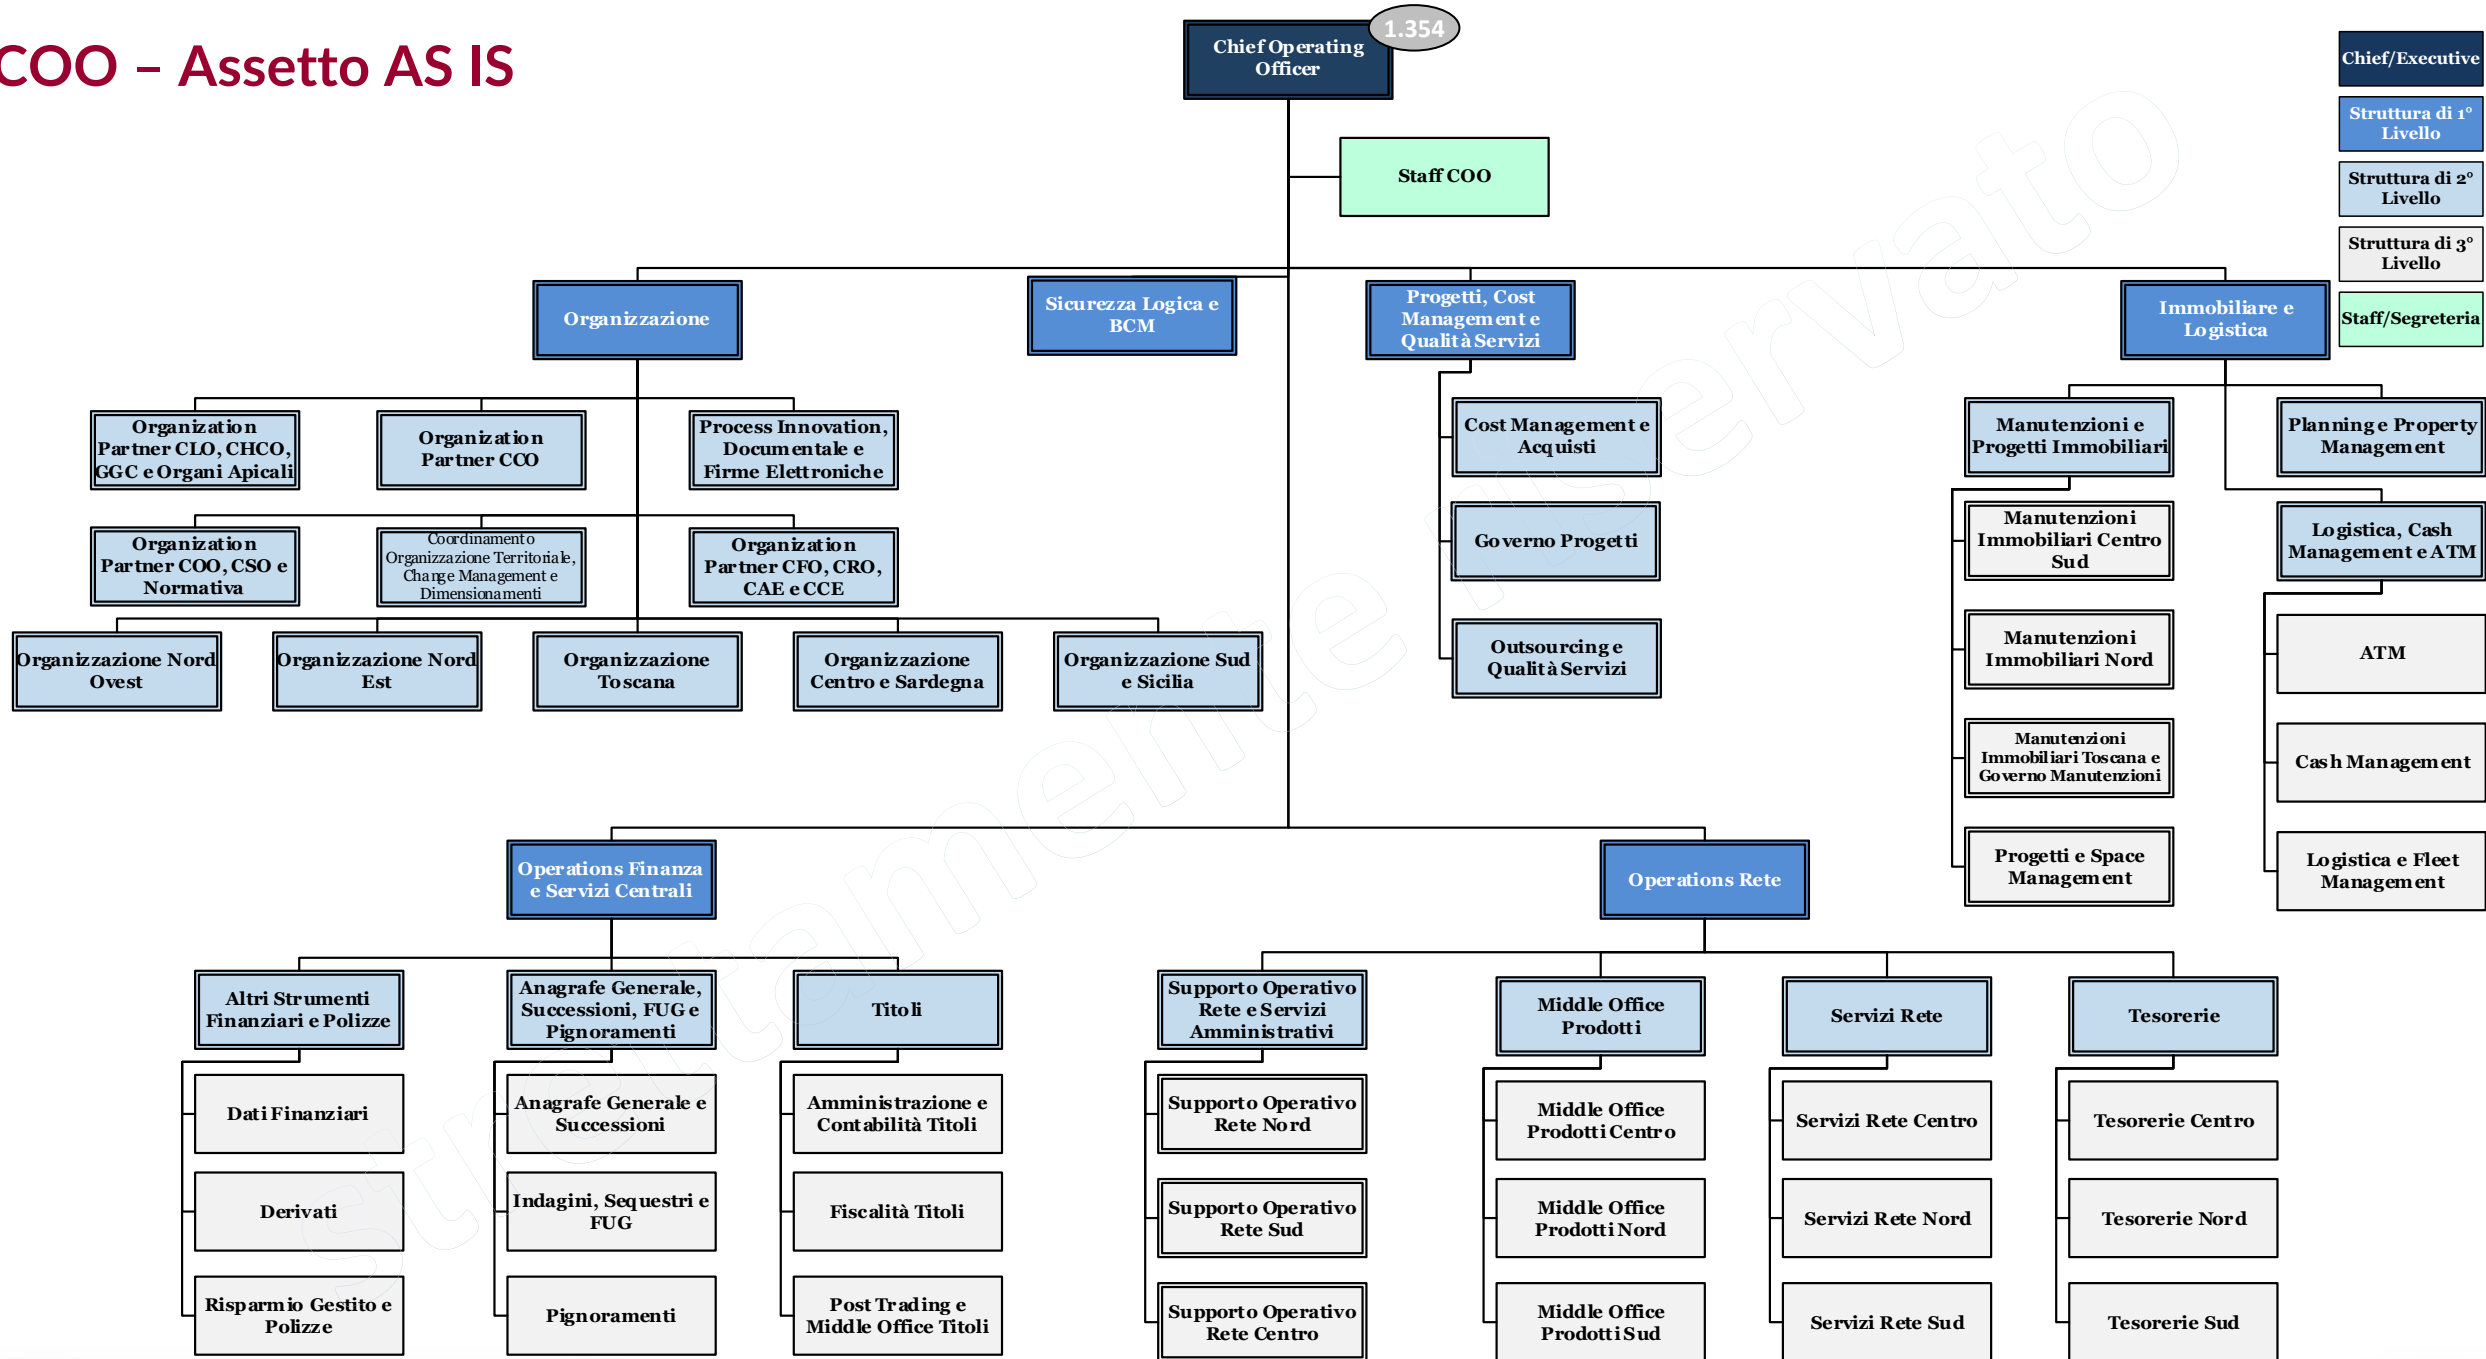 COO – Assetto AS IS
Chief Operating
Officer
1.354
Staff COO
Chief/Executive
Struttura di 1°
Livello
Struttura di 2°
Livello
Struttura di 3°
Livello
Staff/Segreteria
Organizzazione
Sicurezza Logica e
BCM
Progetti, Cost
Management e
Qualità Servizi
Immobiliare e
Logistica
Organization
Partner CLO, CHCO,
GGC e Organi Apicali
Organization
Partner CCO
Process Innovation,
Documentale e
Firme Elettroniche
Organization
Partner COO, CSO e
Normativa
Coordinamento
Organizzazione Territoriale,
Change Management e
Dimensionamenti
Organization
Partner CFO, CRO,
CAE e CCE
Organizzazione Nord
Ovest
Organizzazione Nord
Est
Organizzazione
Toscana
Organizzazione
Centro e Sardegna
Organizzazione Sud
e Sicilia
Cost Management e
Acquisti
Governo Progetti
Outsourcing e
Qualità Servizi
Manutenzioni e
Progetti Immobiliari
Manutenzioni
Immobiliari Centro
Sud
Manutenzioni
Immobiliari Nord
Manutenzioni
Immobiliari Toscana e
Governo Manutenzioni
Progetti e Space
Management
Planning e Property
Management
Logistica, Cash
Management e ATM
ATM
Cash Management
Logistica e Fleet
Management
Operations Finanza
e Servizi Centrali
Operations Rete
Altri Strumenti
Finanziari e Polizze
Dati Finanziari
Derivati
Risparmio Gestito e
Polizze
Anagrafe Generale,
Successioni, FUG e
Pignoramenti
Anagrafe Generale e
Successioni
Indagini, Sequestri e
FUG
Pignoramenti
Titoli
Amministrazione e
Contabilità Titoli
Fiscalità Titoli
Post Trading e
Middle Office Titoli
Supporto Operativo
Rete e Servizi
Amministrativi
Supporto Operativo
Rete Nord
Supporto Operativo
Rete Sud
Supporto Operativo
Rete Centro
Middle Office
Prodotti
Middle Office
Prodotti Centro
Middle Office
Prodotti Nord
Middle Office
Prodotti Sud
Servizi Rete
Servizi Rete Centro
Servizi Rete Nord
Servizi Rete Sud
Tesorerie
Tesorerie Centro
Tesorerie Nord
Tesorerie Sud
strettamente riservato